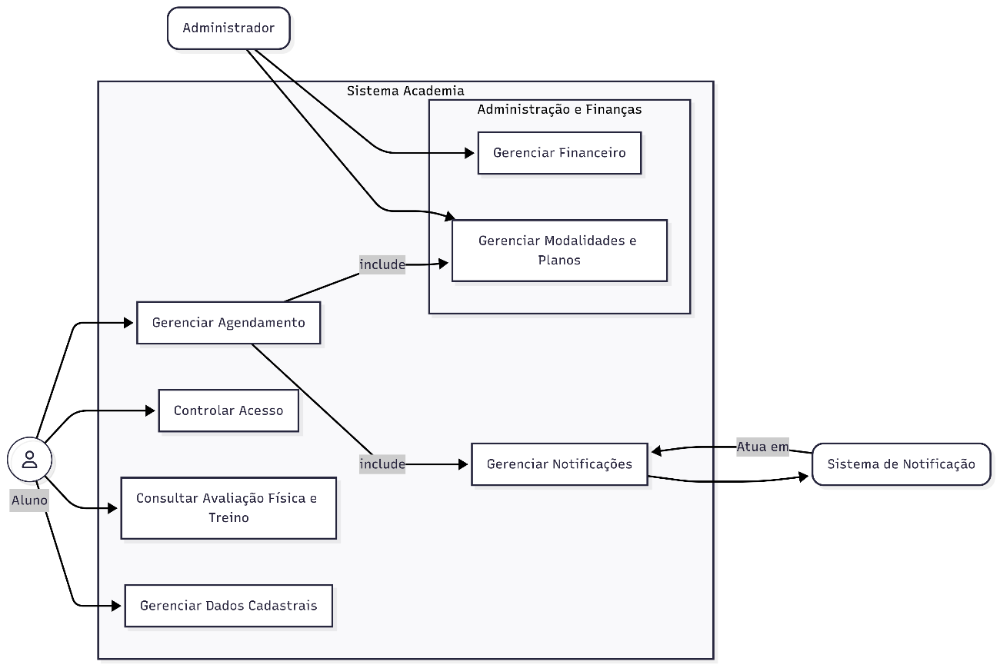 Administrador
Sistema Academia
Administração e Finanças
Gerenciar Financeiro
Gerenciar Modalidades e
Planos
include
Gerenciar Agendamento
Controlar Acesso
include
Gerenciar Notificações
Atua em
Sistema de Notificação
Aluno
Consultar Avaliação Física e
Treino
Gerenciar Dados Cadastrais